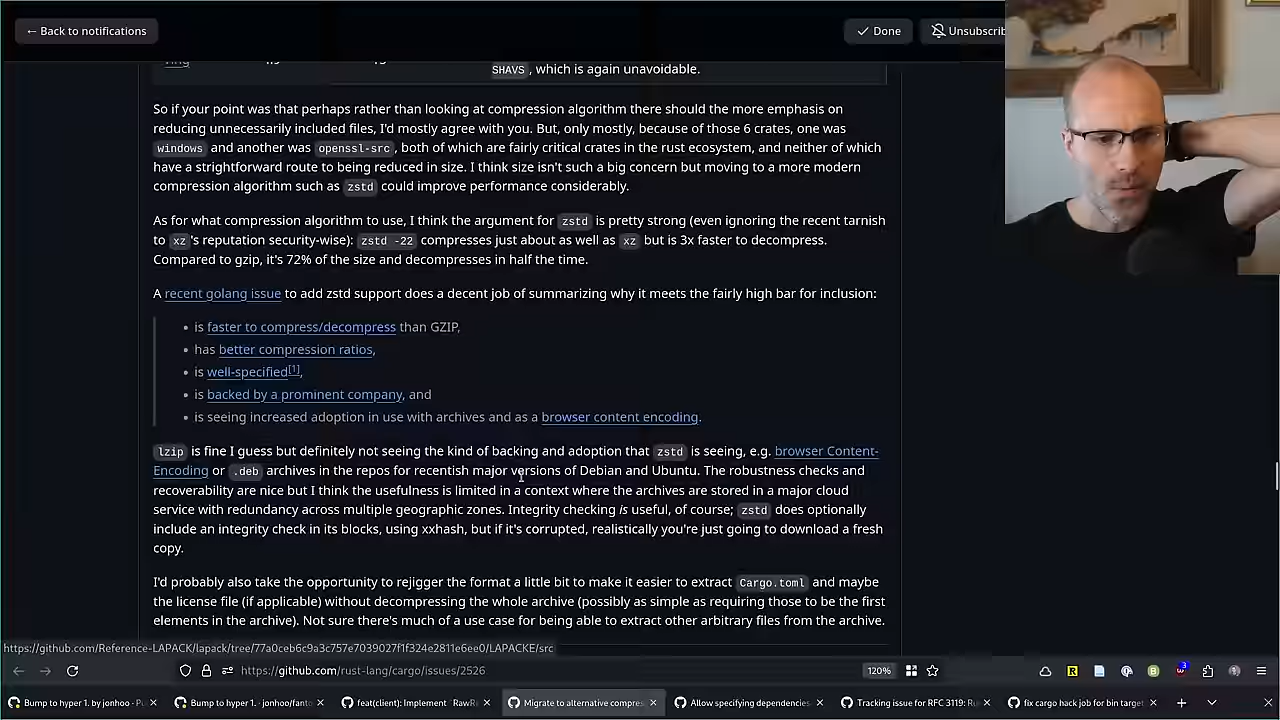 ← Back to notifications
Done
Unsubscrib
SHAVS, which is again unavoidable.
So if your point was that perhaps rather than looking at compression algorithm there should the more emphasis on
reducing unnecessarily included files, I'd mostly agree with you. But, only mostly, because of those 6 crates, one was
windows and another was openssl-src, both of which are fairly critical crates in the rust ecosystem, and neither of which
have a strightforward route to being reduced in size. I think size isn't such a big concern but moving to a more modern
compression algorithm such as zstd could improve performance considerably.
As for what compression algorithm to use, I think the argument for zstd is pretty strong (even ignoring the recent tarnish
to xz's reputation security-wise): zstd -22 compresses just about as well as xz but is 3x faster to decompress.
Compared to gzip, it's 72% of the size and decompresses in half the time.
A recent golang issue to add zstd support does a decent job of summarizing why it meets the fairly high bar for inclusion:
• is faster to compress/decompress than GZIP,
• has better compression ratios,
• is well-specified[1],
• is backed by a prominent company, and
• is seeing increased adoption in use with archives and as a browser content encoding.
lzip is fine I guess but definitely not seeing the kind of backing and adoption that zstd is seeing, e.g. browser Content-
Encoding or .deb archives in the repos for recentish major versions of Debian and Ubuntu. The robustness checks and
recoverability are nice but I think the usefulness is limited in a context where the archives are stored in a major cloud
service with redundancy across multiple geographic zones. Integrity checking is useful, of course; zstd does optionally
include an integrity check in its blocks, using xxhash, but if it's corrupted, realistically you're just going to download a fresh
copy.
I'd probably also take the opportunity to rejigger the format a little bit to make it easier to extract Cargo.toml and maybe
the license file (if applicable) without decompressing the whole archive (possibly as simple as requiring those to be the first
elements in the archive). Not sure there's much of a use case for being able to extract other arbitrary files from the archive.
https://github.com/Reference-LAPACK/lapack/tree/77a0ceb6c9a3c757e7039027f1f324e2811e6ee0/LAPACKE/src
https://github.com/rust-lang/cargo/issues/2526
120%
3
Bump to hyper 1. by jonhoo · Pu
Bump to hyper 1. · jonhoo/fanto
feat(client): Implement `RawRe
Migrate to alternative compres
Allow specifying dependencies
Tracking issue for RFC 3119: Ru
fix cargo hack job for bin target